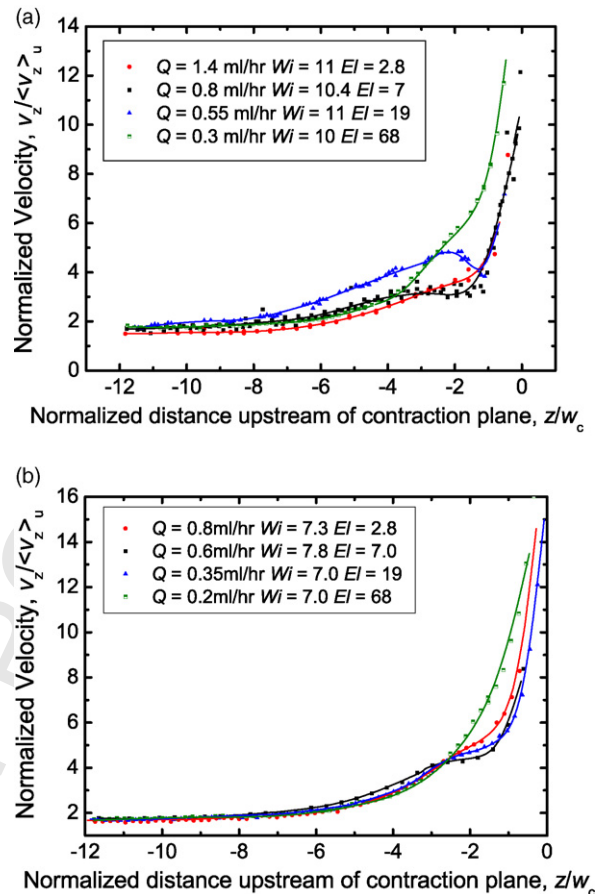 (a)
14
12
10
8
6
4
2
0
Normalized Velocity, v_z/<v_z>_u
Q = 1.4 ml/hr Wi = 11 El = 2.8
Q = 0.8 ml/hr Wi = 10.4 El = 7
Q = 0.55 ml/hr Wi = 11 El = 19
Q = 0.3 ml/hr Wi = 10 El = 68
-12 -10 -8 -6 -4 -2 0
Normalized distance upstream of contraction plane, z/w_c
(b)
16
14
12
10
8
6
4
2
Normalized Velocity, v_z/<v_z>_u
Q = 0.8ml/hr Wi = 7.3 El = 2.8
Q = 0.6ml/hr Wi = 7.8 El = 7.0
Q = 0.35ml/hr Wi = 7.0 El = 19
Q = 0.2ml/hr Wi = 7.0 El = 68
-12 -10 -8 -6 -4 -2 0
Normalized distance upstream of contraction plane, z/w_c